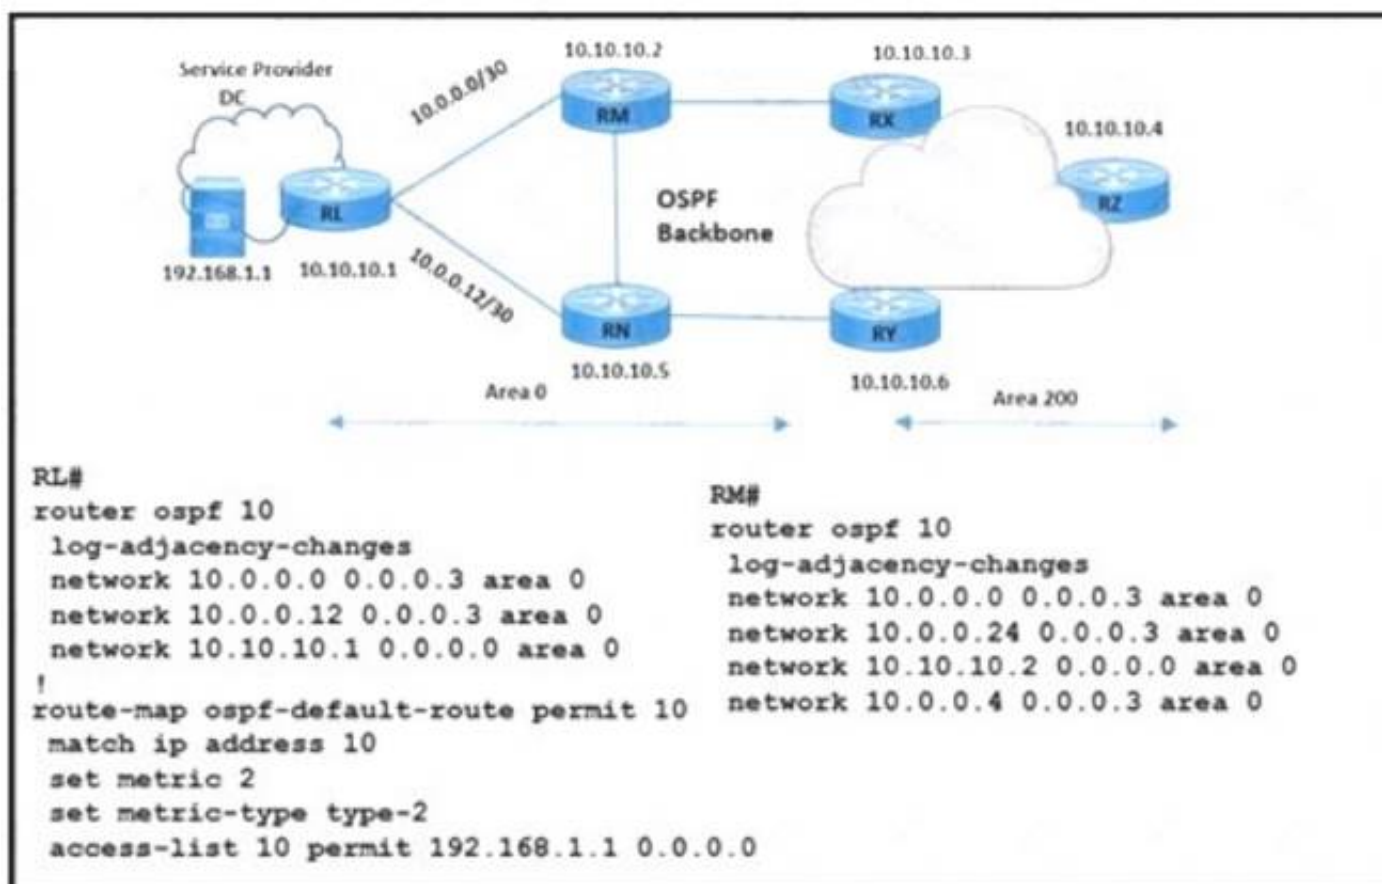 Service Provider
DC
10.0.0.0/30
10.10.10.2
10.10.10.3
RM
RX
10.10.10.4
RL
OSPF
Backbone
RZ
192.168.1.1
10.10.10.1
10.0.0.12/30
RN
RY
10.10.10.5
10.10.10.6
Area 0
Area 200
RL#
router ospf 10
log-adjacency-changes
network 10.0.0.0 0.0.0.3 area 0
network 10.0.0.12 0.0.0.3 area 0
network 10.10.10.1 0.0.0.0 area 0
!
route-map ospf-default-route permit 10
match ip address 10
set metric 2
set metric-type type-2
access-list 10 permit 192.168.1.1 0.0.0.0
RM#
router ospf 10
log-adjacency-changes
network 10.0.0.0 0.0.0.3 area 0
network 10.0.0.24 0.0.0.3 area 0
network 10.10.10.2 0.0.0.0 area 0
network 10.0.0.4 0.0.0.3 area 0